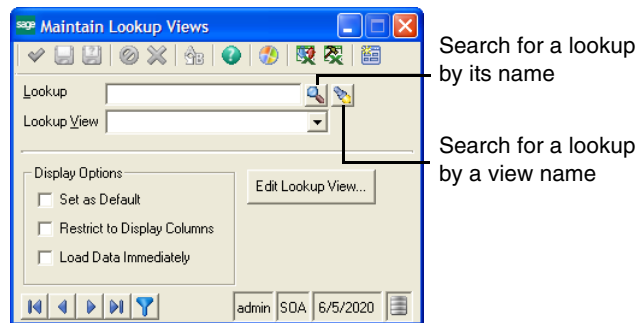 sage Maintain Lookup Views
Search for a lookup
by its name
Lookup
Lookup View
Search for a lookup
by a view name
Display Options
Set as Default
Edit Lookup View...
Restrict to Display Columns
Load Data Immediately
admin SOA 6/5/2020